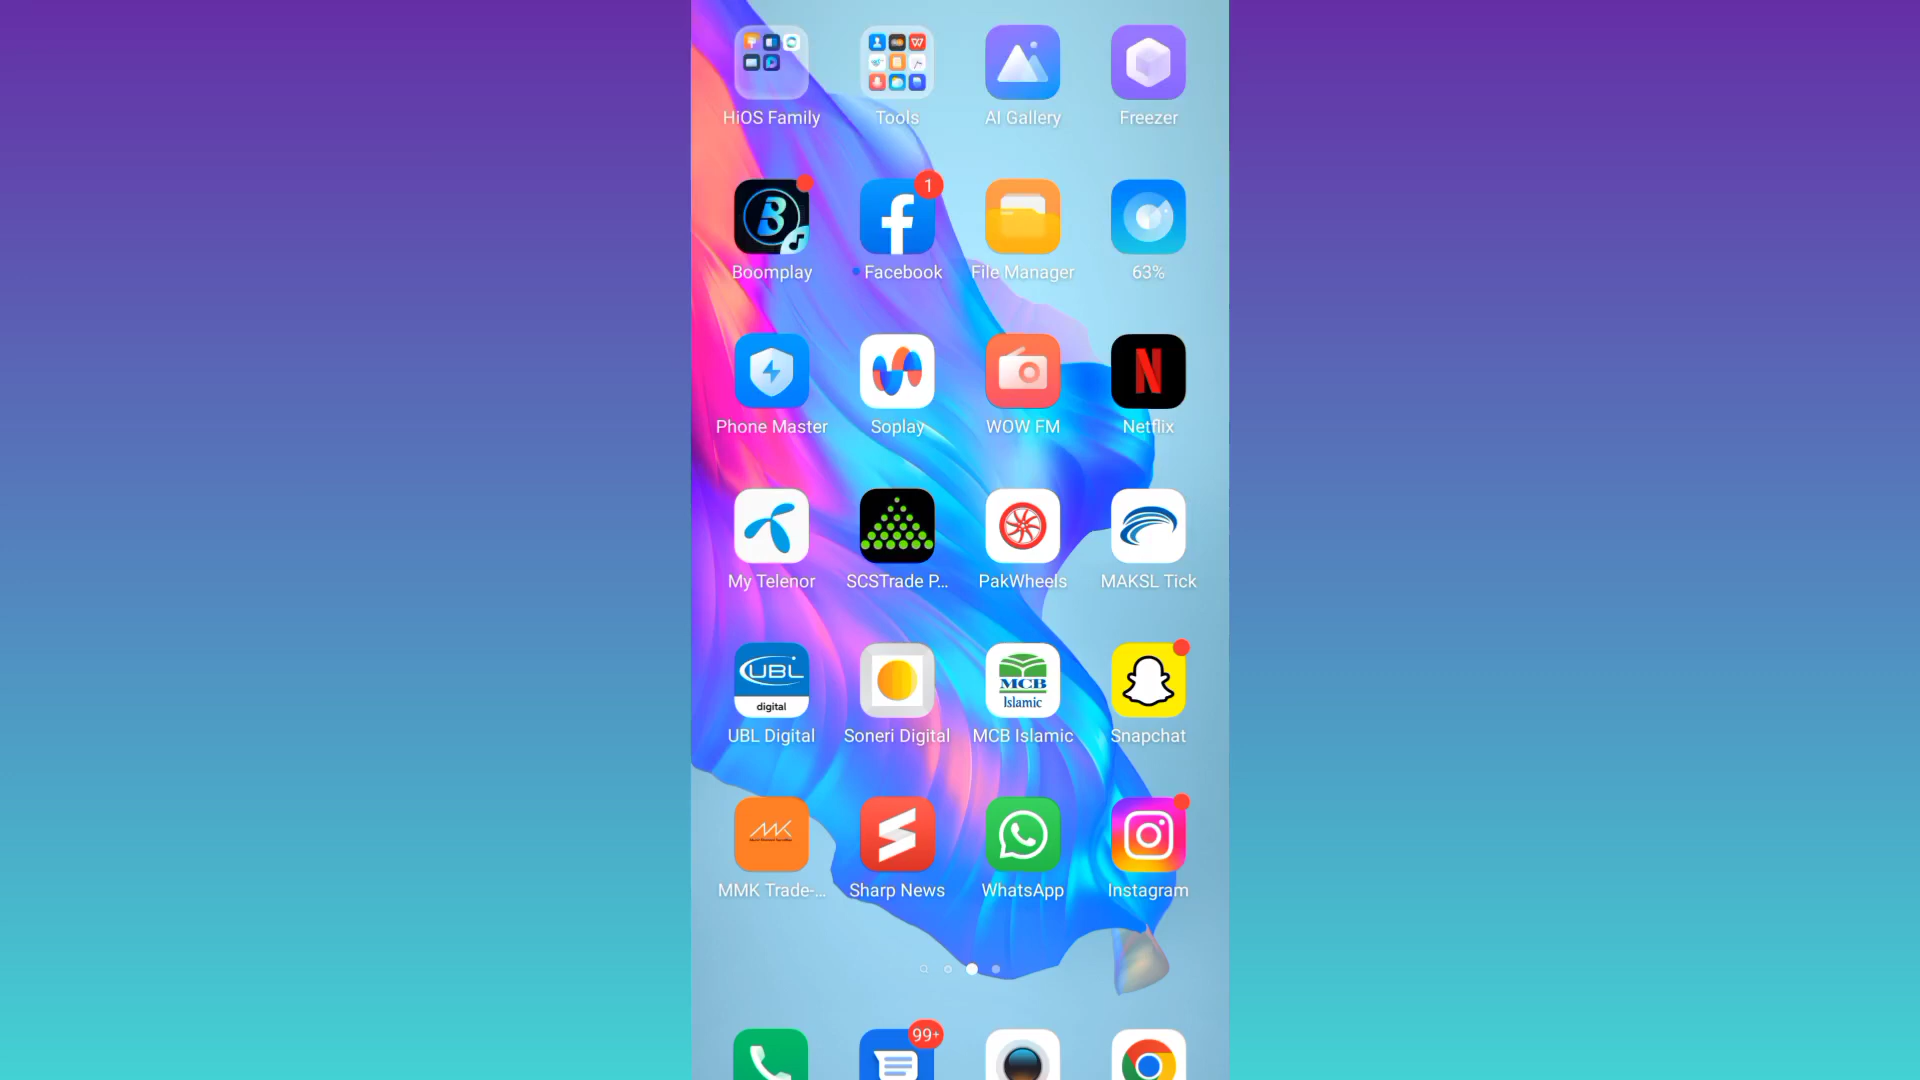 HiOS Family Tools AI Gallery Freezer
1
Boomplay Facebook File Manager 63%
Phone Master Soplay WOW FM Netflix
My Telenor SCSTrade P... PakWheels MAKSL Tick
UBL
digital
MCB
Islamic
UBL Digital Soneri Digital MCB Islamic Snapchat
MMK
MMK Trade-... Sharp News WhatsApp Instagram
99+